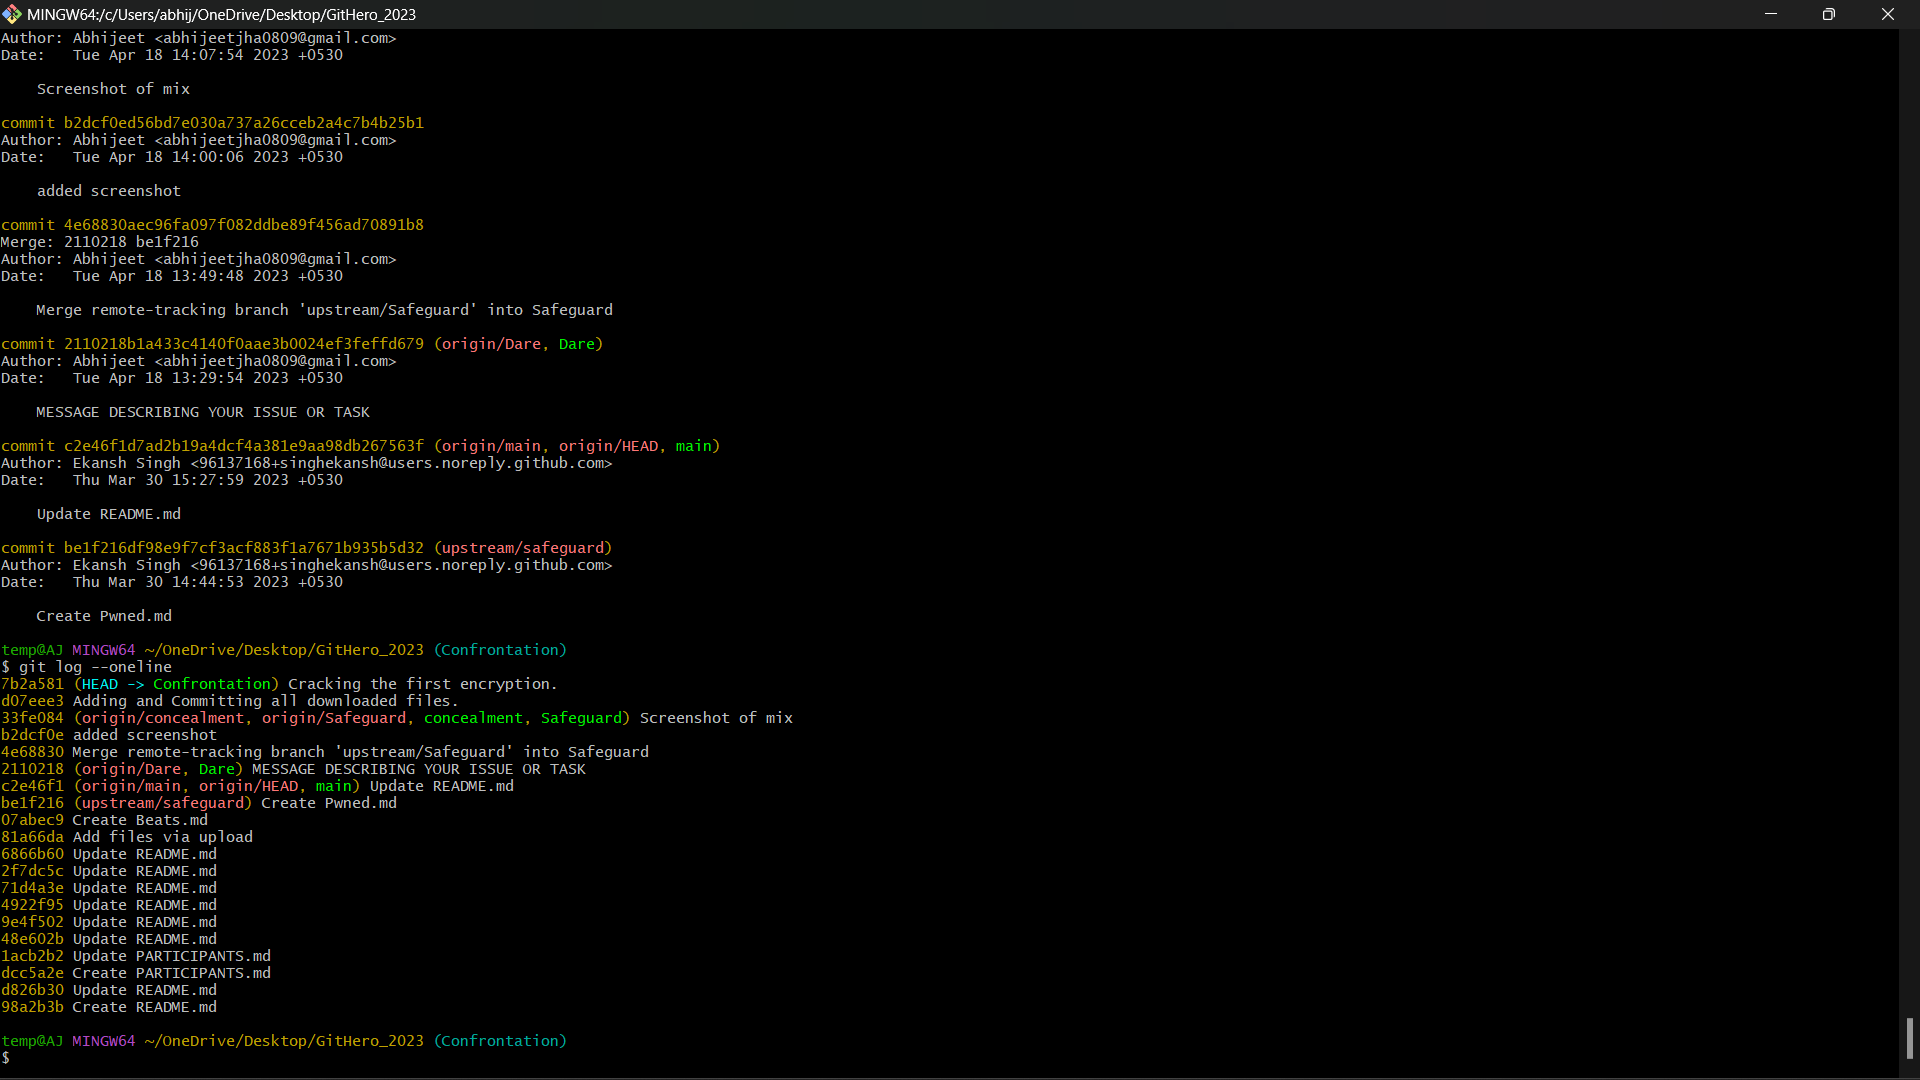 MINGW64:/c/Users/abhij/OneDrive/Desktop/GitHero_2023
Author: Abhijeet <abhijeetjha0809@gmail.com>
Date:   Tue Apr 18 14:07:54 2023 +0530
    Screenshot of mix
commit b2dcf0ed56bd7e030a737a26cceb2a4c7b4b25b1
Author: Abhijeet <abhijeetjha0809@gmail.com>
Date:   Tue Apr 18 14:00:06 2023 +0530
    added screenshot
commit 4e68830aec96fa097f082ddbe89f456ad70891b8
Merge: 2110218 be1f216
Author: Abhijeet <abhijeetjha0809@gmail.com>
Date:   Tue Apr 18 13:49:48 2023 +0530
    Merge remote-tracking branch 'upstream/Safeguard' into Safeguard
commit 2110218b1a433c4140f0aae3b0024ef3feffd679 (origin/Dare, Dare)
Author: Abhijeet <abhijeetjha0809@gmail.com>
Date:   Tue Apr 18 13:29:54 2023 +0530
    MESSAGE DESCRIBING YOUR ISSUE OR TASK
commit c2e46f1d7ad2b19a4dcf4a381e9aa98db267563f (origin/main, origin/HEAD, main)
Author: Ekansh Singh <96137168+singhekansh@users.noreply.github.com>
Date:   Thu Mar 30 15:27:59 2023 +0530
    Update README.md
commit be1f216df98e9f7cf3acf883f1a7671b935b5d32 (upstream/safeguard)
Author: Ekansh Singh <96137168+singhekansh@users.noreply.github.com>
Date:   Thu Mar 30 14:44:53 2023 +0530
    Create Pwned.md
temp@AJ MINGW64 ~/OneDrive/Desktop/GitHero_2023 (Confrontation)
$ git log --oneline
7b2a581 (HEAD -> Confrontation) Cracking the first encryption.
d07eee3 Adding and Committing all downloaded files.
33fe084 (origin/concealment, origin/Safeguard, concealment, Safeguard) Screenshot of mix
b2dcf0e added screenshot
4e68830 Merge remote-tracking branch 'upstream/Safeguard' into Safeguard
2110218 (origin/Dare, Dare) MESSAGE DESCRIBING YOUR ISSUE OR TASK
c2e46f1 (origin/main, origin/HEAD, main) Update README.md
be1f216 (upstream/safeguard) Create Pwned.md
07abec9 Create Beats.md
81a66da Add files via upload
6866b60 Update README.md
2f7dc5c Update README.md
71d4a3e Update README.md
4922f95 Update README.md
9e4f502 Update README.md
48e602b Update README.md
1acb2b2 Update PARTICIPANTS.md
dcc5a2e Create PARTICIPANTS.md
d826b30 Update README.md
98a2b3b Create README.md
temp@AJ MINGW64 ~/OneDrive/Desktop/GitHero_2023 (Confrontation)
$